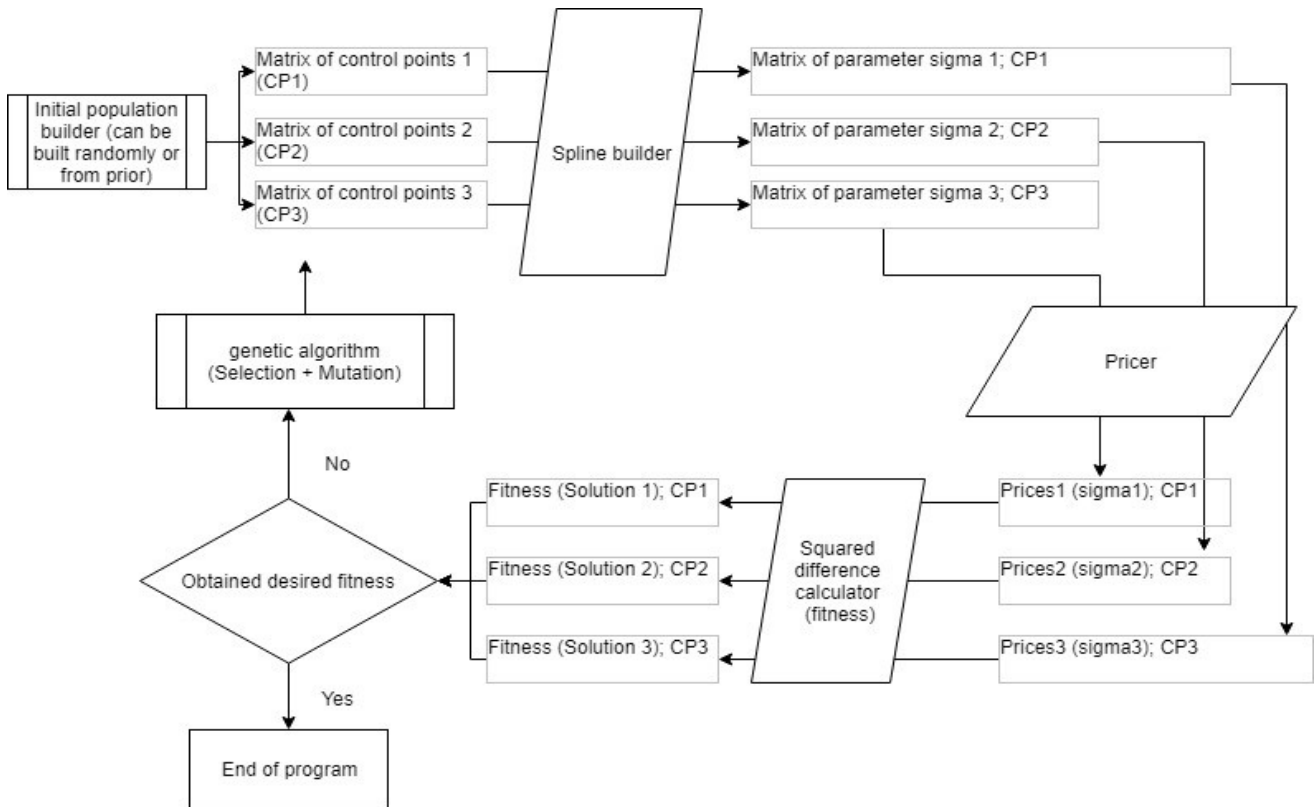 Initial population
builder (can be
built randomly or
from prior)
Matrix of control points 1
(CP1)
Matrix of control points 2
(CP2)
Matrix of control points 3
(CP3)
Spline builder
Matrix of parameter sigma 1; CP1
Matrix of parameter sigma 2; CP2
Matrix of parameter sigma 3; CP3
Pricer
Prices1 (sigma1); CP1
Prices2 (sigma2); CP2
Prices3 (sigma3); CP3
Squared
difference
calculator
(fitness)
Fitness (Solution 1); CP1
Fitness (Solution 2); CP2
Fitness (Solution 3); CP3
Obtained desired fitness
No
genetic algorithm
(Selection + Mutation)
Yes
End of program